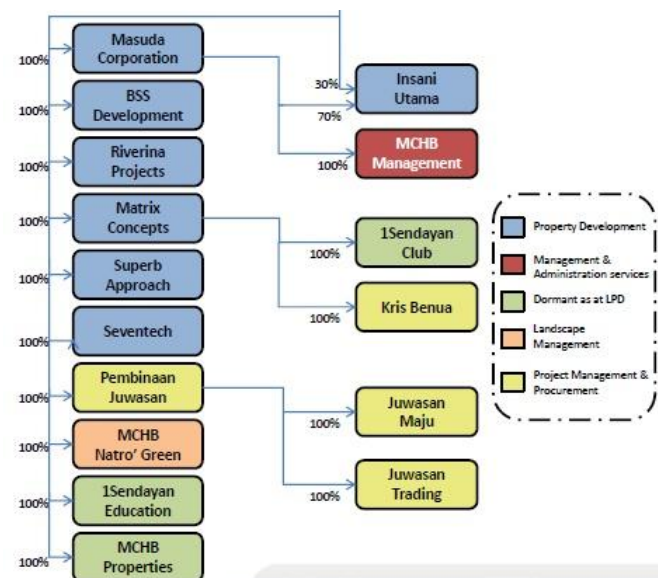 100%
Masuda
Corporation
100%
BSS
Development
100%
Riverina
Projects
100%
Matrix
Concepts
100%
Superb
Approach
100%
Seventech
100%
Pembinaan
Juwasan
100%
MCHB
Natro' Green
100%
1Sendayan
Education
100%
MCHB
Properties
30%
70%
Insani
Utama
100%
MCHB
Management
100%
1Sendayan
Club
100%
Kris Benua
100%
Juwasan
Maju
100%
Juwasan
Trading
Property Development
Management &
Administration services
Dormant as at LPD
Landscape
Management
Project Management &
Procurement